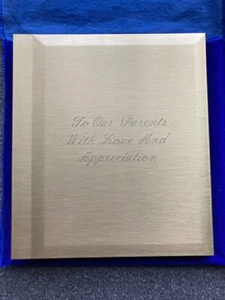 To Our Parents
With Love And
Appreciation